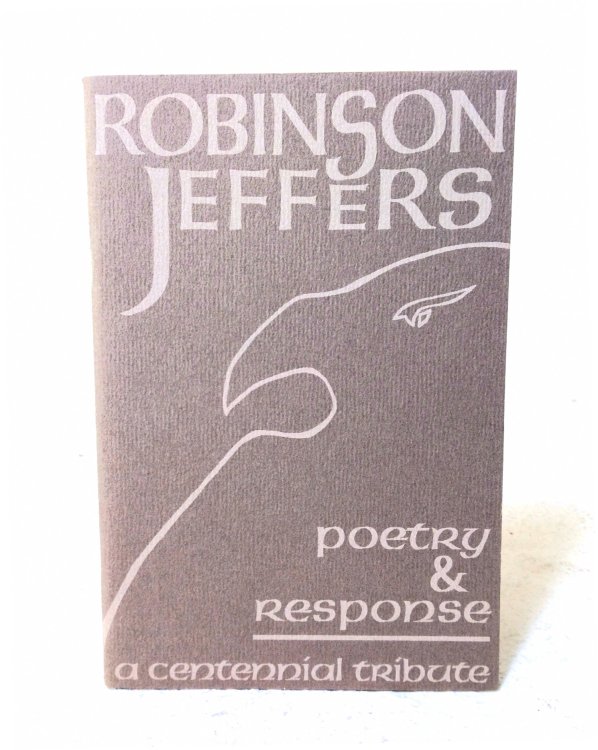 ROBINSON
JEFFERS
poetry
&
response
a centennial tribute